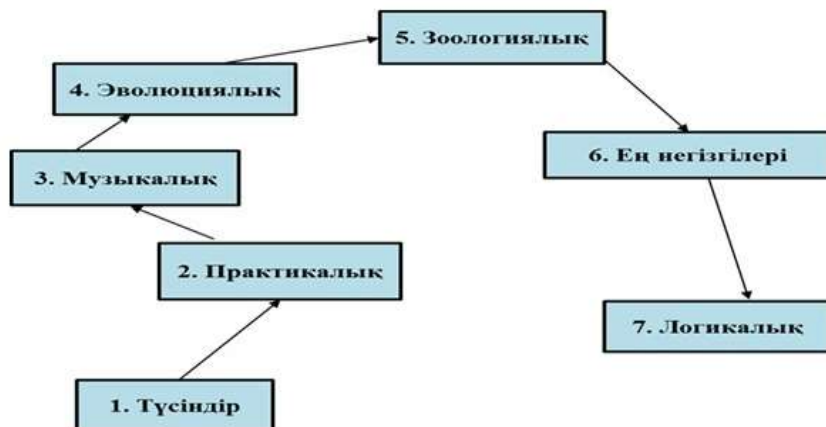 1. Түсіндір
2. Практикалық
3. Музыкалық
4. Эволюциялық
5. Зоологиялық
6. Ең негізгілері
7. Логикалық